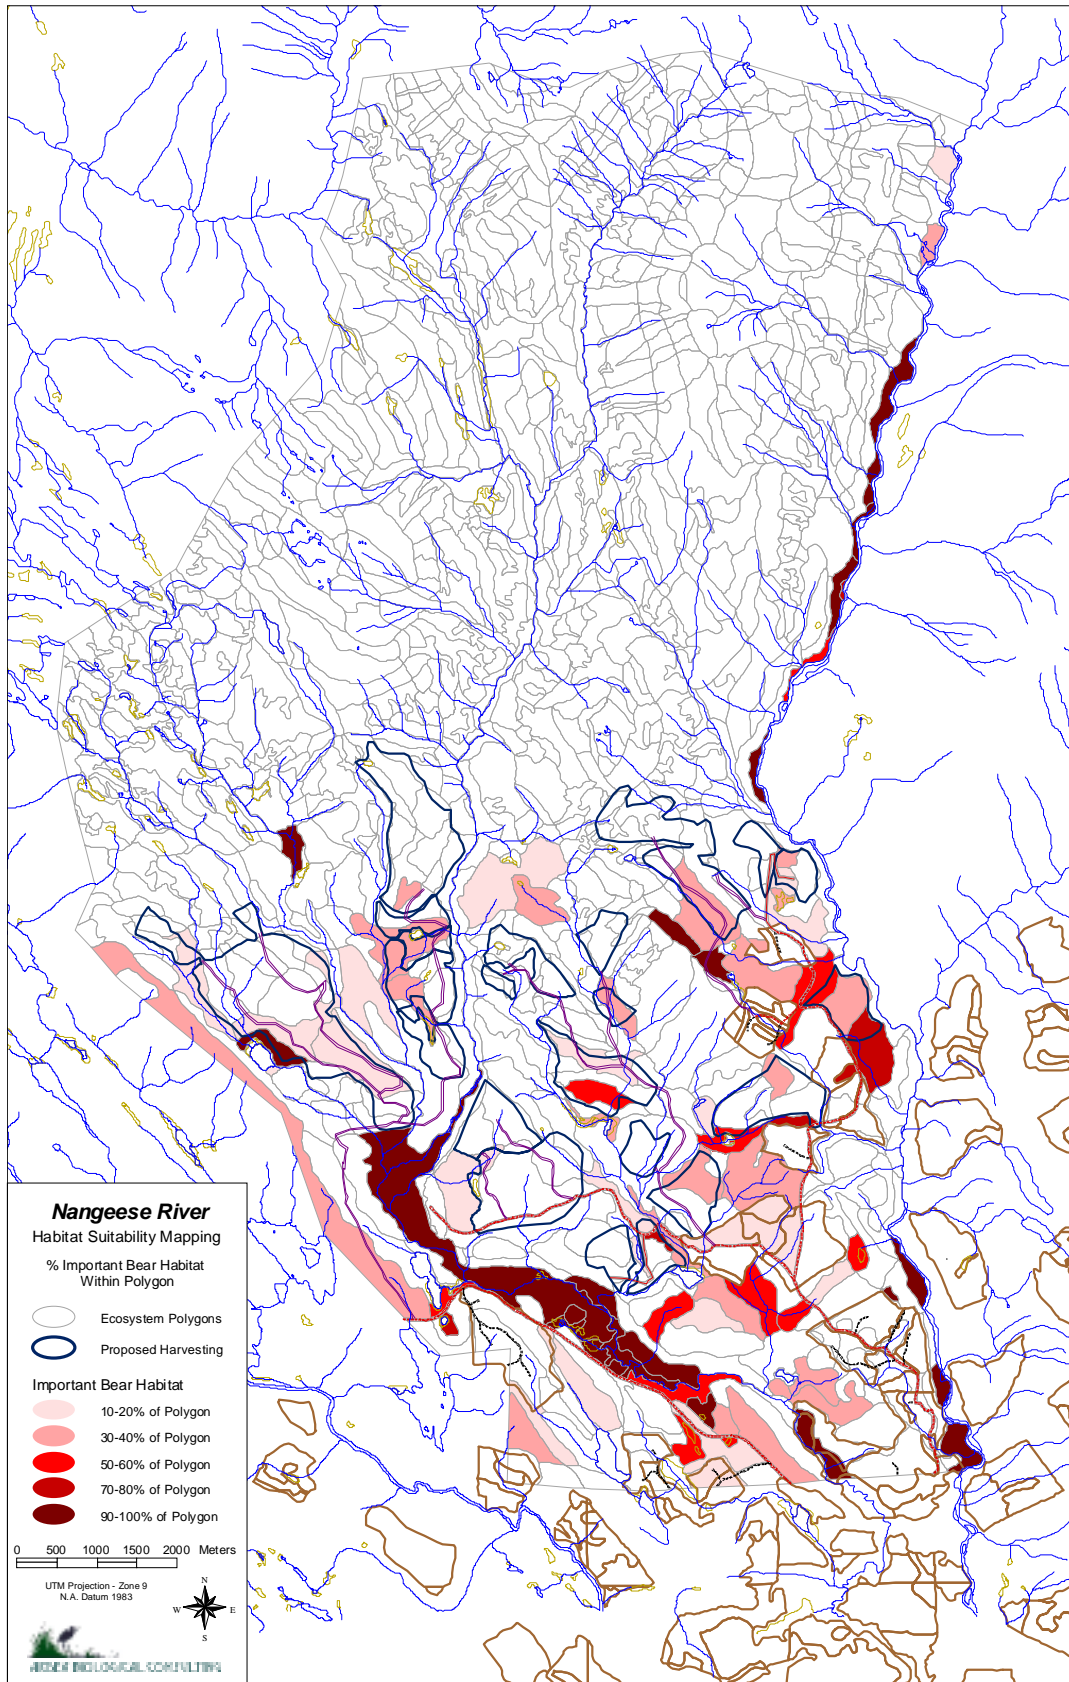 Nangeese River
Habitat Suitability Mapping
% Important Bear Habitat
Within Polygon
Ecosystem Polygons
Proposed Harvesting
Important Bear Habitat
10-20% of Polygon
30-40% of Polygon
50-60% of Polygon
70-80% of Polygon
90-100% of Polygon
0 500 1000 1500 2000 Meters
UTM Projection - Zone 9
N.A. Datum 1983
N
W E
S
BIOLOGICAL CONSULTING